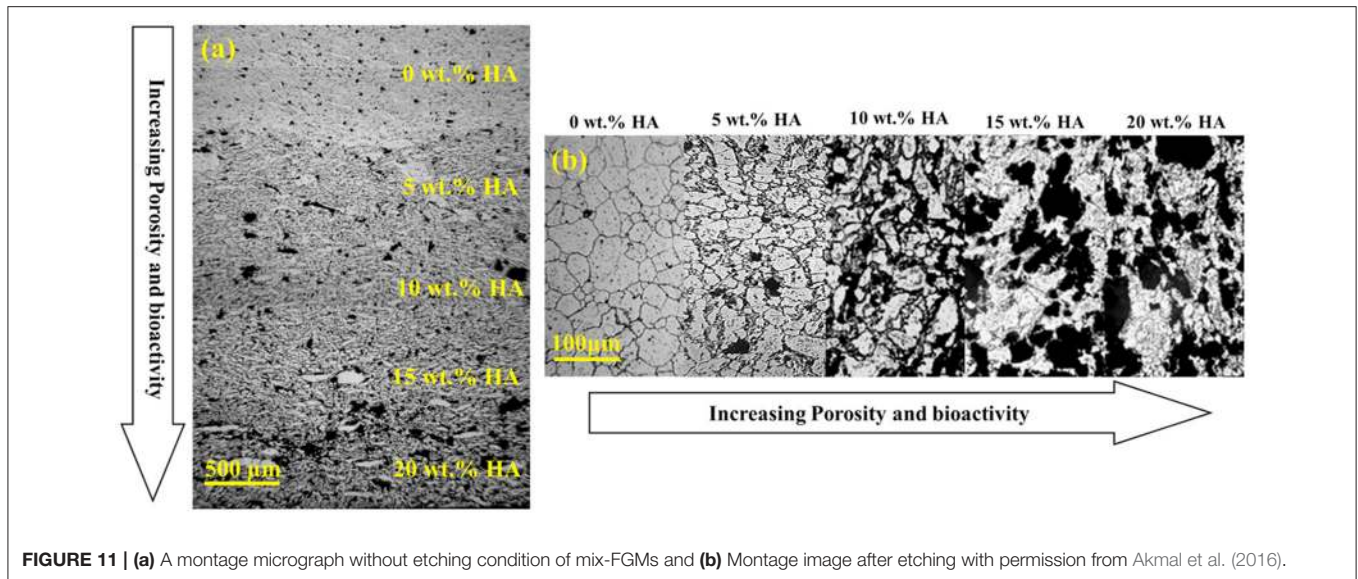 Increasing Porosity and bioactivity
(a)
0 wt.% HA
5 wt.% HA
10 wt.% HA
15 wt.% HA
20 wt.% HA
500 µm
0 wt.% HA 5 wt.% HA 10 wt.% HA 15 wt.% HA 20 wt.% HA
(b)
100µm
Increasing Porosity and bioactivity
FIGURE 11 | (a) A montage micrograph without etching condition of mix-FGMs and (b) Montage image after etching with permission from Akmal et al. (2016).